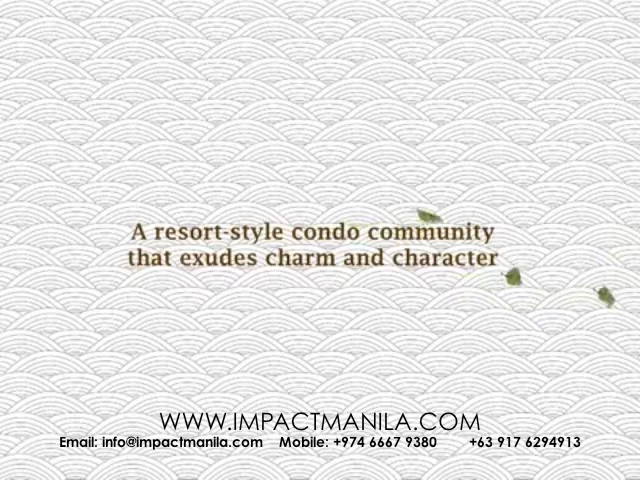 A resort-style condo community
that exudes charm and character
WWW.IMPACTMANILA.COM
Email: info@impactmanila.com Mobile: +974 6667 9380 +63 917 6294913